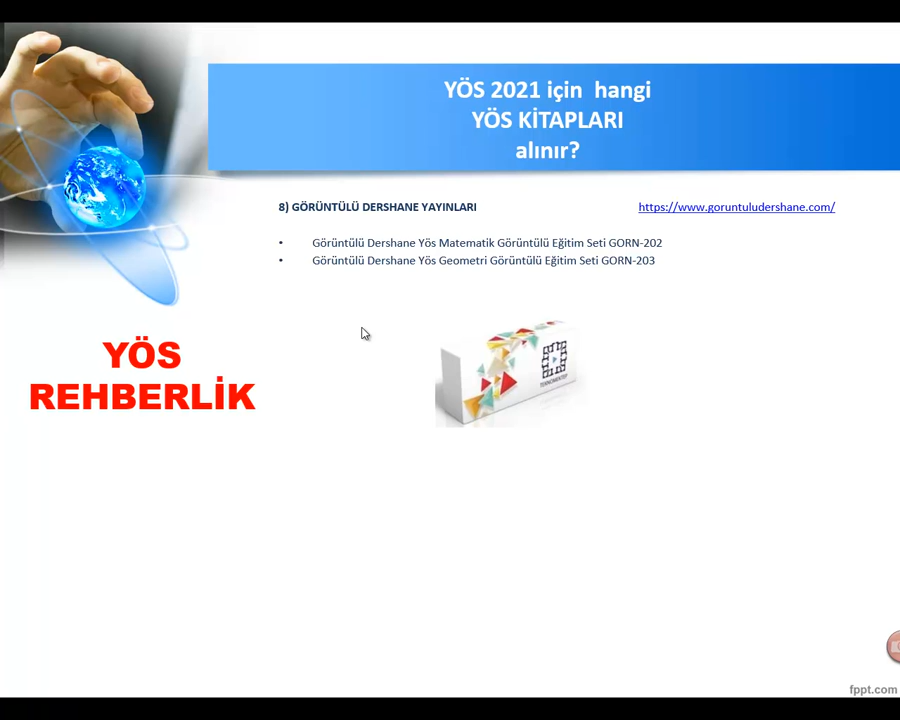 YÖS 2021 için hangi
YÖS KİTAPLARI
alınır?
8) GÖRÜNTÜLÜ DERSHANE YAYINLARI https://www.goruntuludershane.com/
• Görüntülü Dershane Yös Matematik Görüntülü Eğitim Seti GORN-202
• Görüntülü Dershane Yös Geometri Görüntülü Eğitim Seti GORN-203
YÖS
REHBERLİK
TEKNOMEKTEP
fppt.com